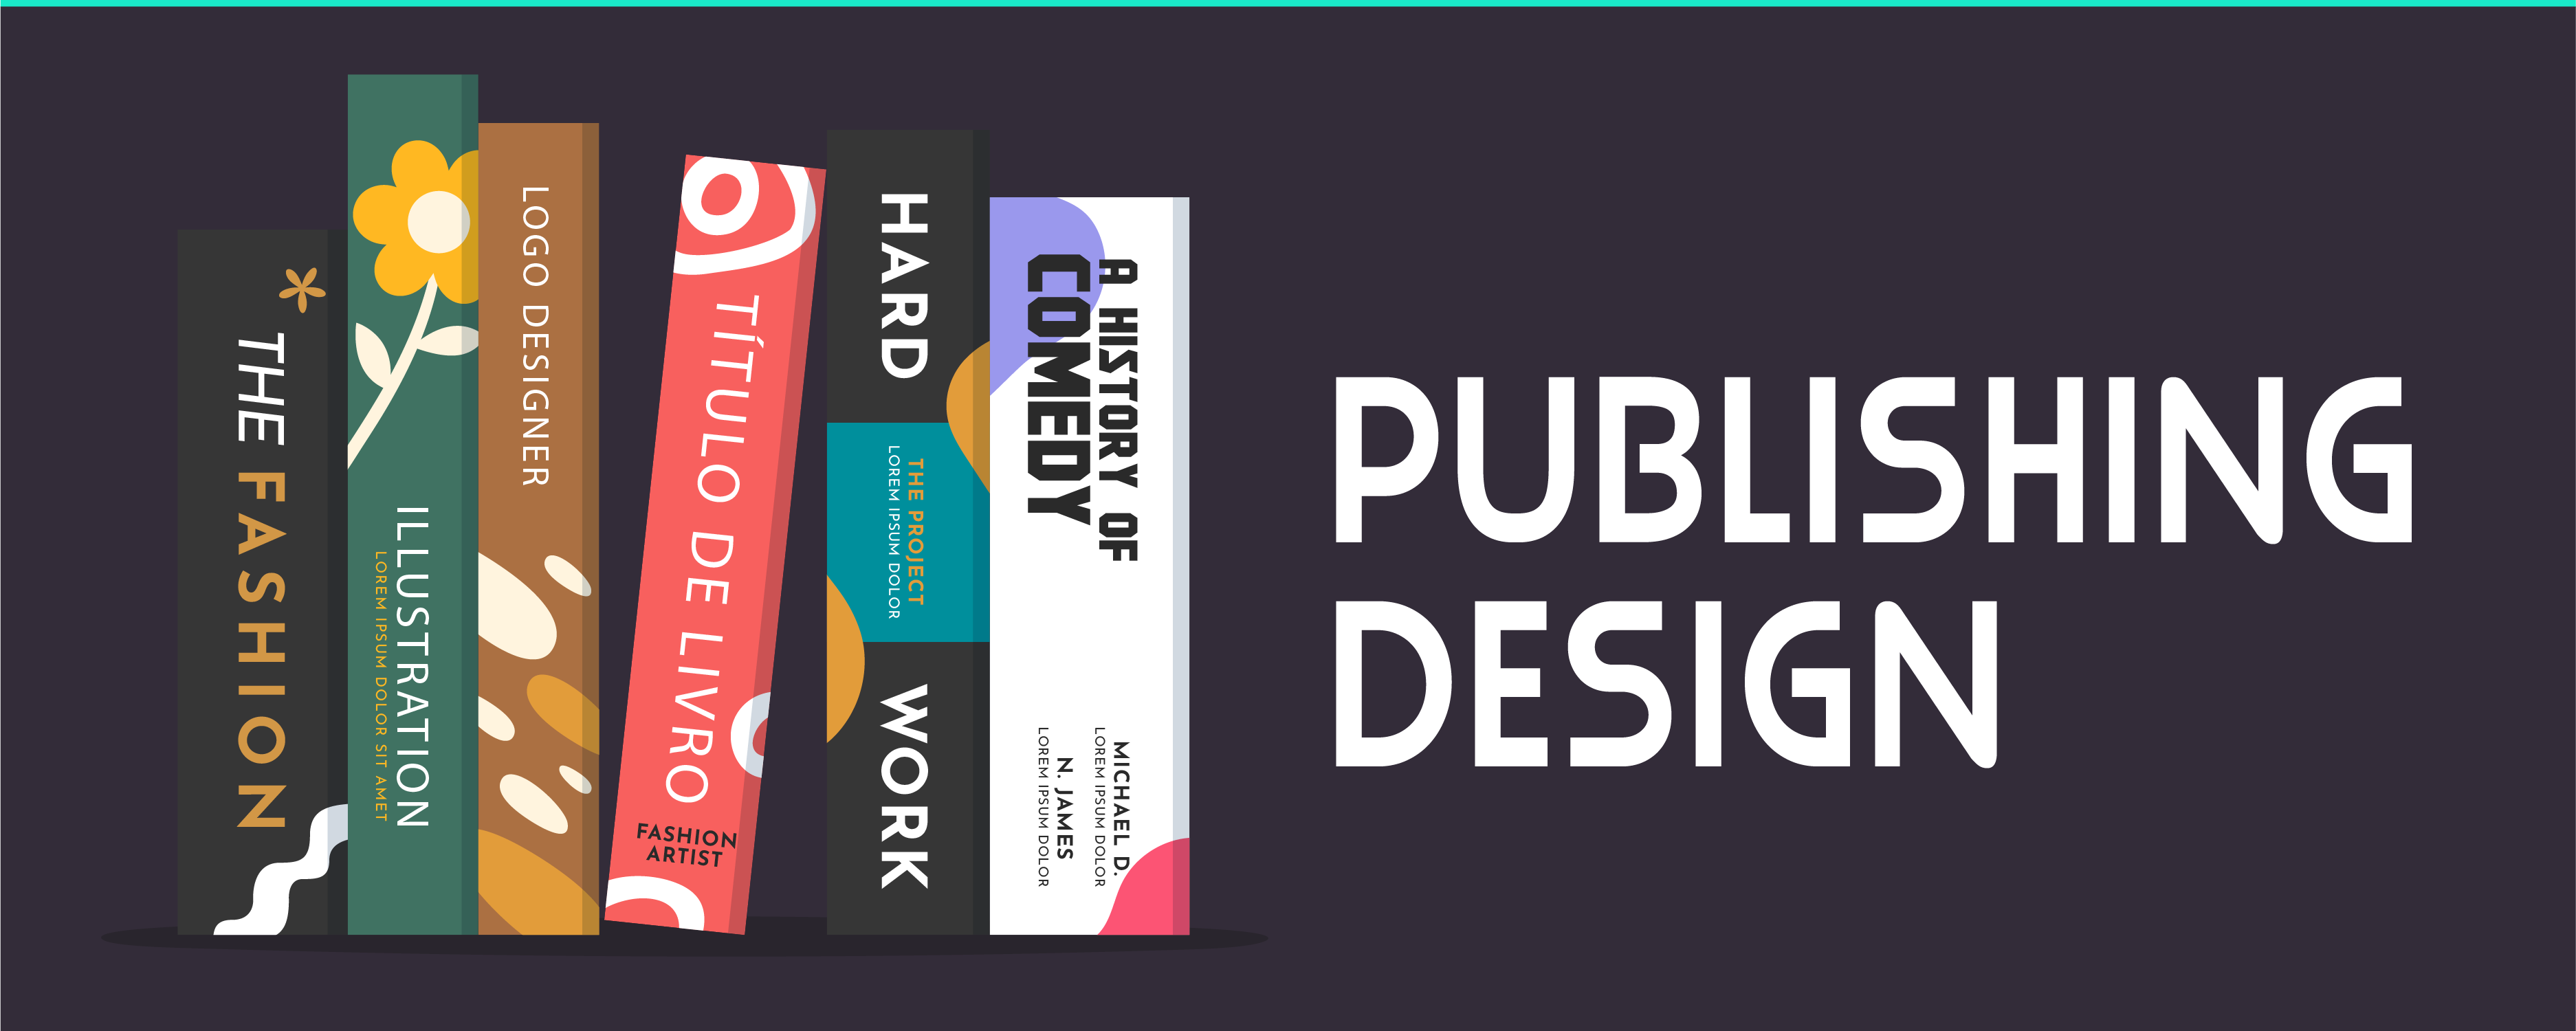 THE FASHION
ILLUSTRATION
LOREM IPSUM DOLOR SIT AMET
LOGO DESIGNER
TÍTULO DE LIVRO
FASHION
ARTIST
HARD
THE PROJECT
LOREM IPSUM DOLOR
WORK
A HISTORY OF
COMEDY
MICHAEL D.
LOREM IPSUM DOLOR
N. JAMES
LOREM IPSUM DOLOR
PUBLISHING
DESIGN